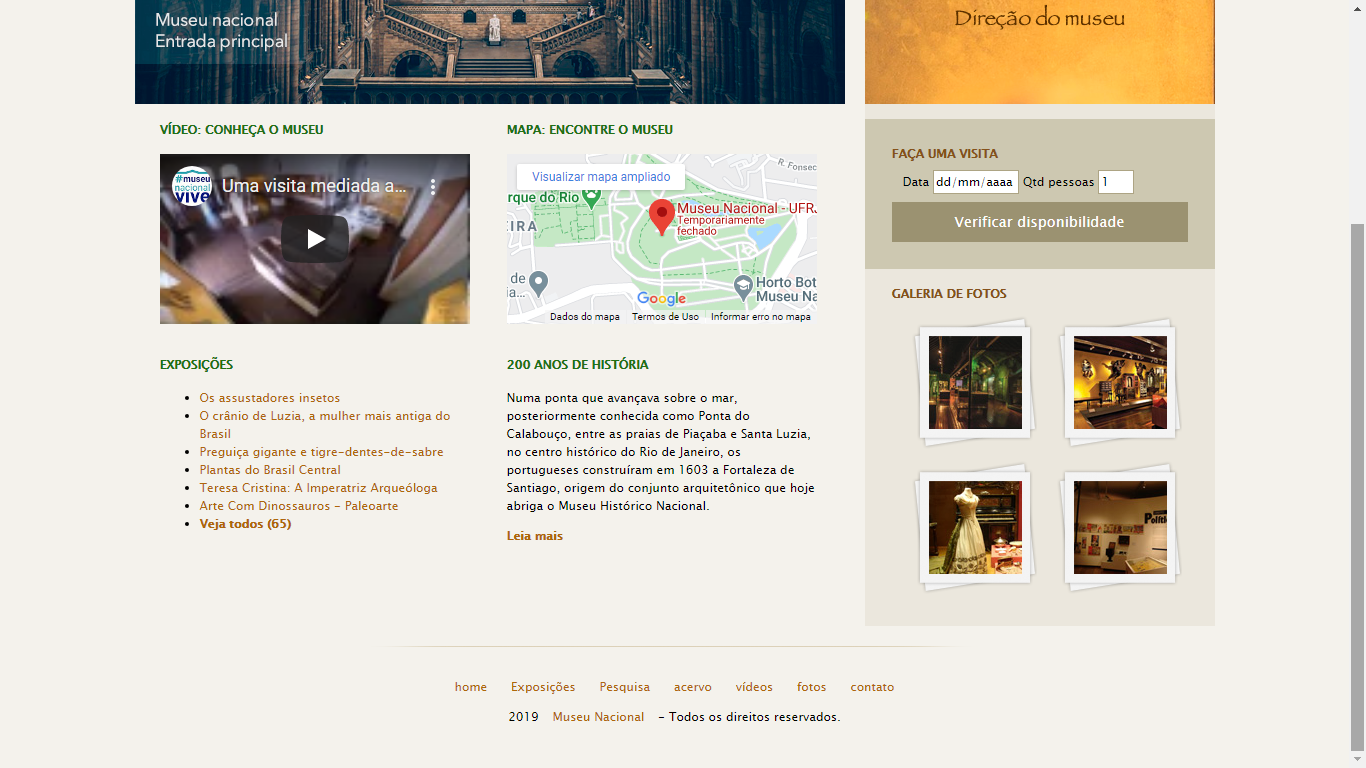 Museu nacional
Entrada principal
Direção do museu
VÍDEO: CONHEÇA O MUSEU
#museu
nacional
vive
Uma visita mediada a...
MAPA: ENCONTRE O MUSEU
Visualizar mapa ampliado
R. Fonsec
rque do Rio
EIRA
Museu Nacional - UFRJ
Temporariamente
fechado
de
ia...
Horto Bot
Museu Na
Google
Dados do mapa Termos de Uso Informar erro no mapa
FAÇA UMA VISITA
Data dd/mm/aaaa Qtd pessoas 1
Verificar disponibilidade
EXPOSIÇÕES
Os assustadores insetos
O crânio de Luzia, a mulher mais antiga do
Brasil
Preguiça gigante e tigre-dentes-de-sabre
Plantas do Brasil Central
Teresa Cristina: A Imperatriz Arqueóloga
Arte Com Dinossauros - Paleoarte
Veja todos (65)
200 ANOS DE HISTÓRIA
Numa ponta que avançava sobre o mar,
posteriormente conhecida como Ponta do
Calabouço, entre as praias de Piaçaba e Santa Luzia,
no centro histórico do Rio de Janeiro, os
portugueses construíram em 1603 a Fortaleza de
Santiago, origem do conjunto arquitetônico que hoje
abriga o Museu Histórico Nacional.
Leia mais
GALERIA DE FOTOS
Políti
home Exposições Pesquisa acervo vídeos fotos contato
2019 Museu Nacional - Todos os direitos reservados.